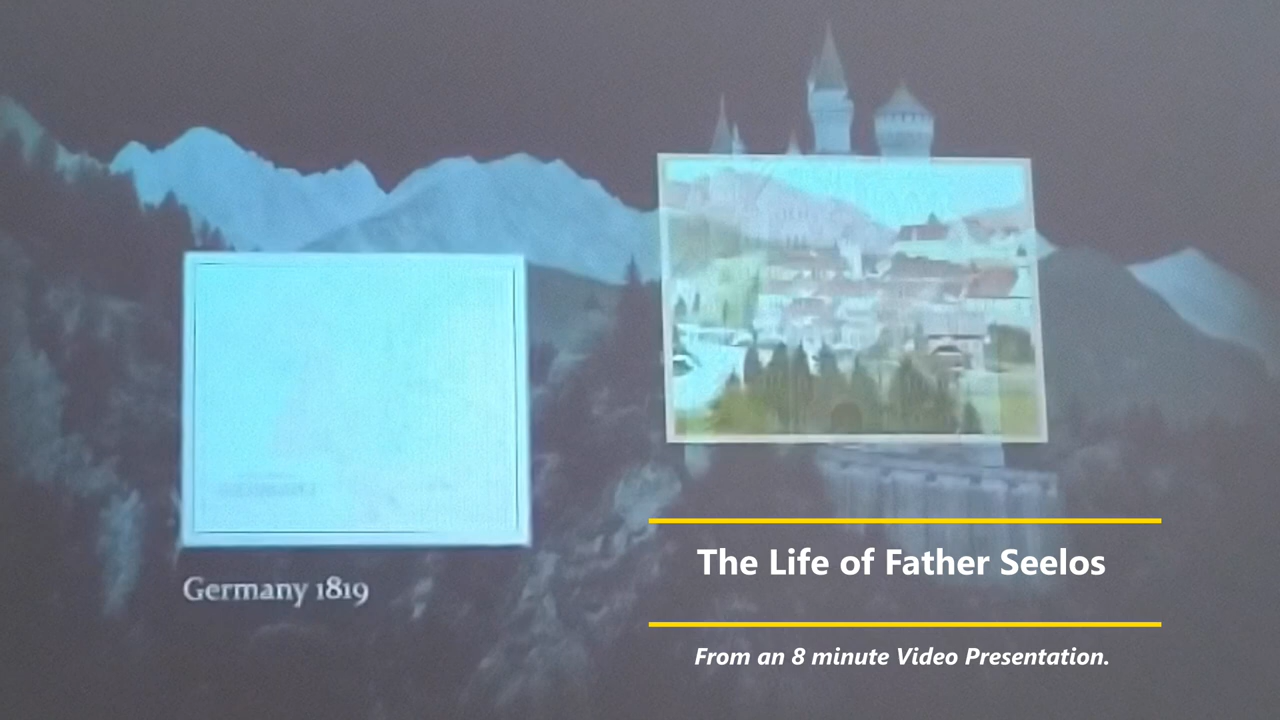 Germany 1819
The Life of Father Seelos
From an 8 minute Video Presentation.